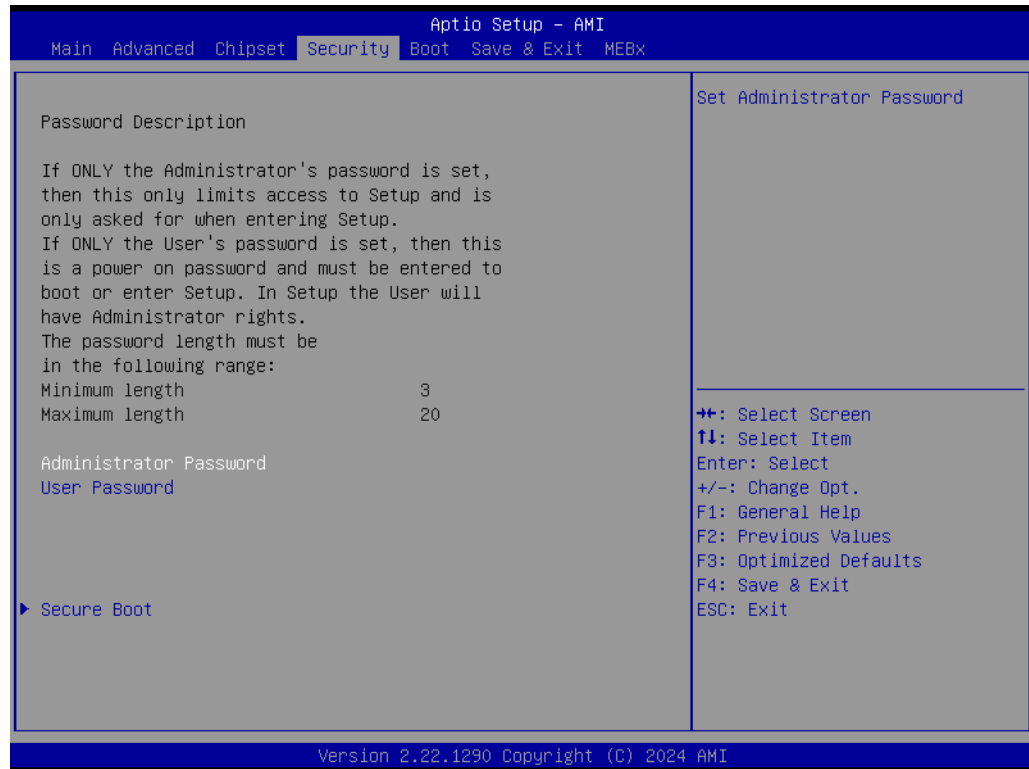 Aptio Setup – AMI
Main Advanced Chipset Security Boot Save & Exit MEBx
Set Administrator Password
Password Description
If ONLY the Administrator's password is set,
then this only limits access to Setup and is
only asked for when entering Setup.
If ONLY the User's password is set, then this
is a power on password and must be entered to
boot or enter Setup. In Setup the User will
have Administrator rights.
The password length must be
in the following range:
Minimum length 3
Maximum length 20
Administrator Password
User Password
▶ Secure Boot
→←: Select Screen
↑↓: Select Item
Enter: Select
+/-: Change Opt.
F1: General Help
F2: Previous Values
F3: Optimized Defaults
F4: Save & Exit
ESC: Exit
Version 2.22.1290 Copyright (C) 2024 AMI